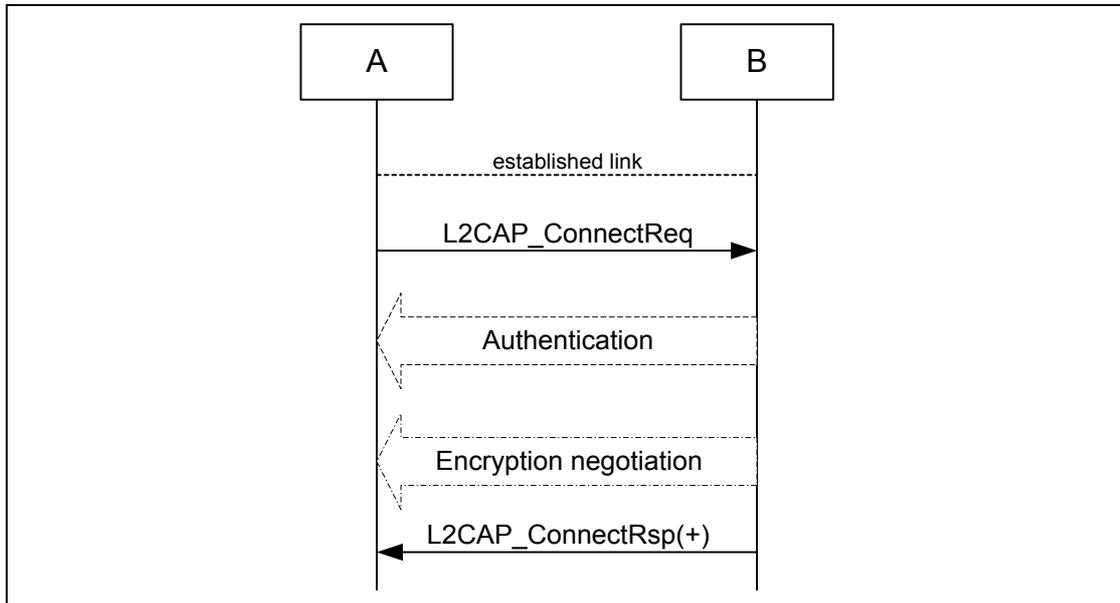 A
B
established link
L2CAP_ConnectReq
Authentication
Encryption negotiation
L2CAP_ConnectRsp(+)